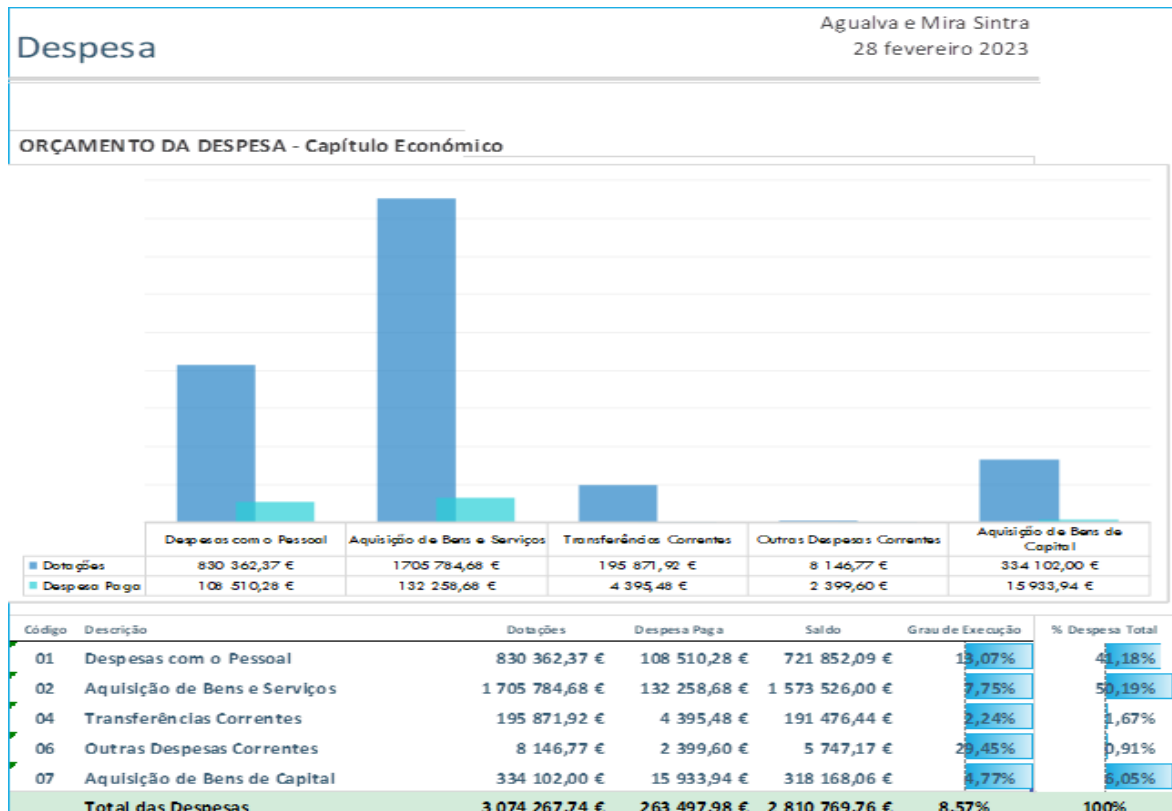 Despesa
Agualva e Mira Sintra
28 fevereiro 2023
ORÇAMENTO DA DESPESA - Capítulo Económico
Despesas com o Pessoal Aquisição de Bens e Serviços Transferências Correntes Outras Despesas Correntes Aquisição de Bens de Capital
Dotações 830 362,37 € 1705 784,68 € 195 871,92 € 8 146,77 € 334 102,00 €
Despesa Paga 108 510,28 € 132 258,68 € 4 395,48 € 2 399,60 € 15 933,94 €
Código Descrição Dotações Despesa Paga Saldo Grau de Execução % Despesa Total
01 Despesas com o Pessoal 830 362,37 € 108 510,28 € 721 852,09 € 13,07% 41,18%
02 Aquisição de Bens e Serviços 1 705 784,68 € 132 258,68 € 1 573 526,00 € 7,75% 50,19%
04 Transferências Correntes 195 871,92 € 4 395,48 € 191 476,44 € 2,24% 1,67%
06 Outras Despesas Correntes 8 146,77 € 2 399,60 € 5 747,17 € 29,45% 0,91%
07 Aquisição de Bens de Capital 334 102,00 € 15 933,94 € 318 168,06 € 4,77% 6,05%
Total das Despesas 3 074 267,74 € 263 497,98 € 2 810 769,76 € 8,57% 100%